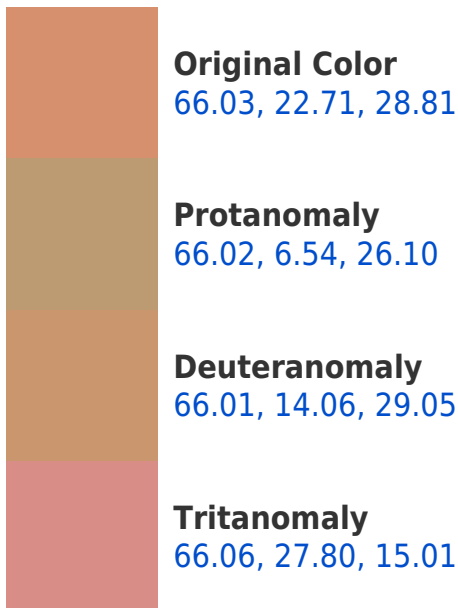 Original Color
66.03, 22.71, 28.81
Protanomaly
66.02, 6.54, 26.10
Deuteranomaly
66.01, 14.06, 29.05
Tritanomaly
66.06, 27.80, 15.01